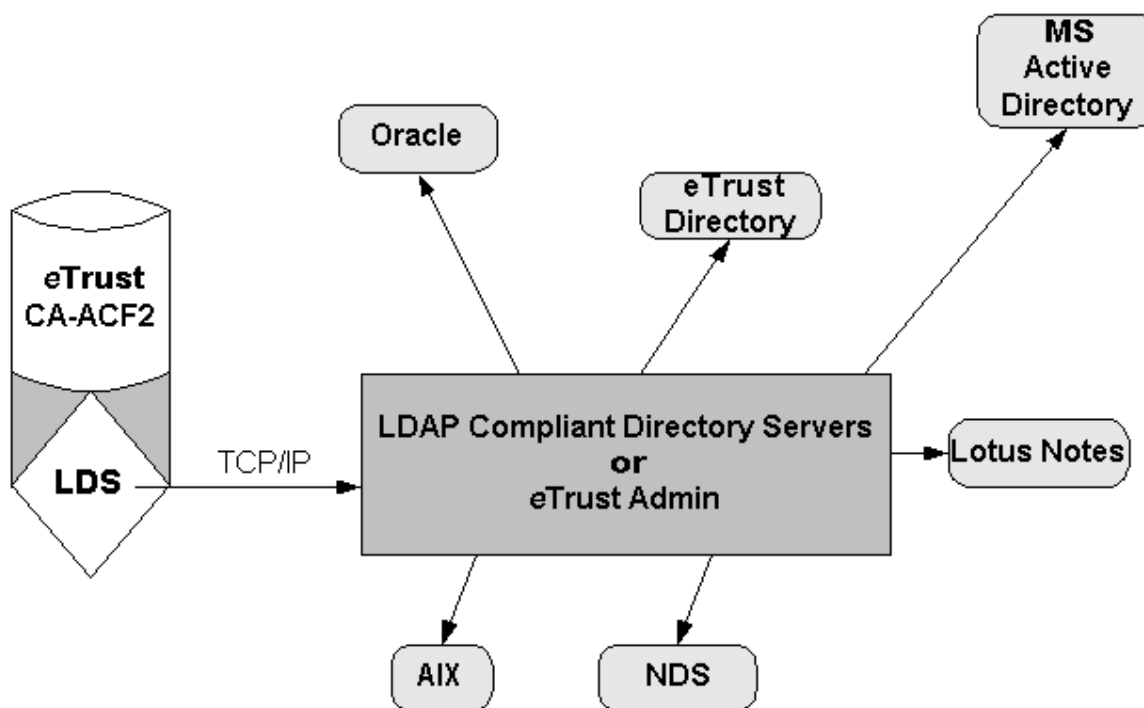 MS
Active
Directory
Oracle
eTrust
Directory
eTrust
CA-ACF2
LDAP Compliant Directory Servers
or
eTrust Admin
Lotus Notes
TCP/IP
LDS
AIX
NDS